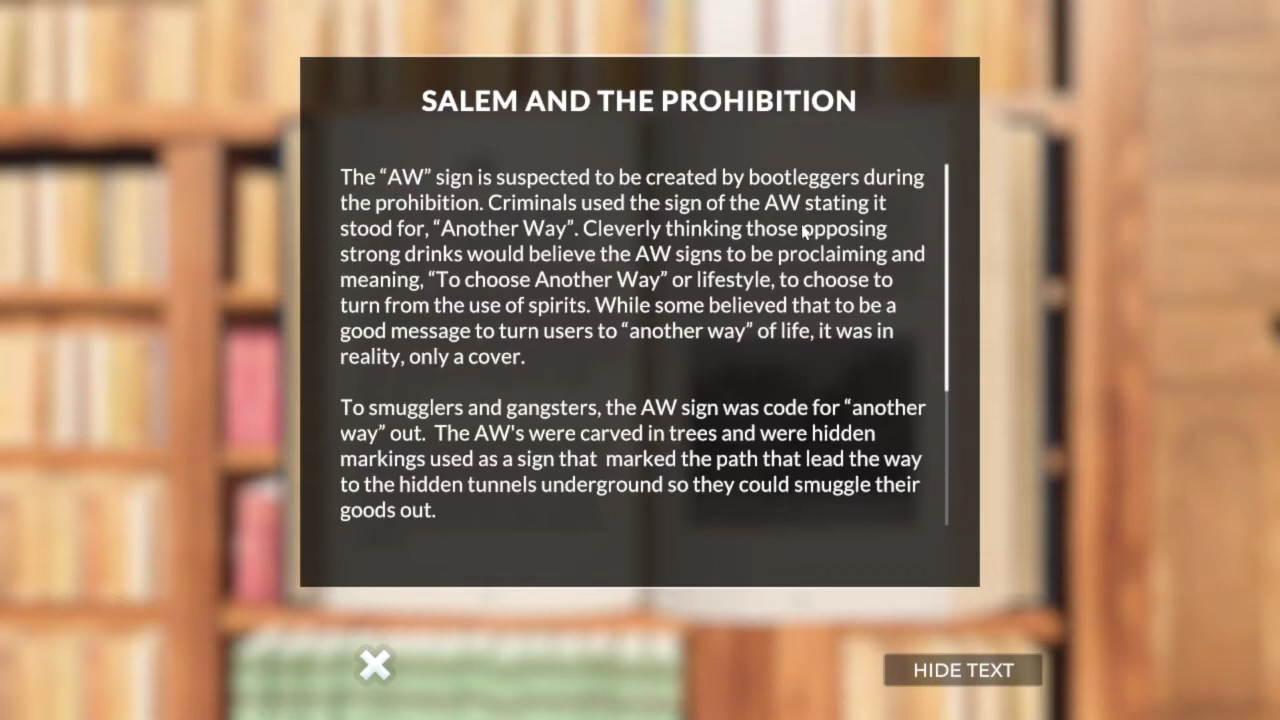 SALEM AND THE PROHIBITION
The “AW” sign is suspected to be created by bootleggers during
the prohibition. Criminals used the sign of the AW stating it
stood for, “Another Way”. Cleverly thinking those opposing
strong drinks would believe the AW signs to be proclaiming and
meaning, “To choose Another Way” or lifestyle, to choose to
turn from the use of spirits. While some believed that to be a
good message to turn users to “another way” of life, it was in
reality, only a cover.
To smugglers and gangsters, the AW sign was code for “another
way” out.  The AW's were carved in trees and were hidden
markings used as a sign that  marked the path that lead the way
to the hidden tunnels underground so they could smuggle their
goods out.
HIDE TEXT